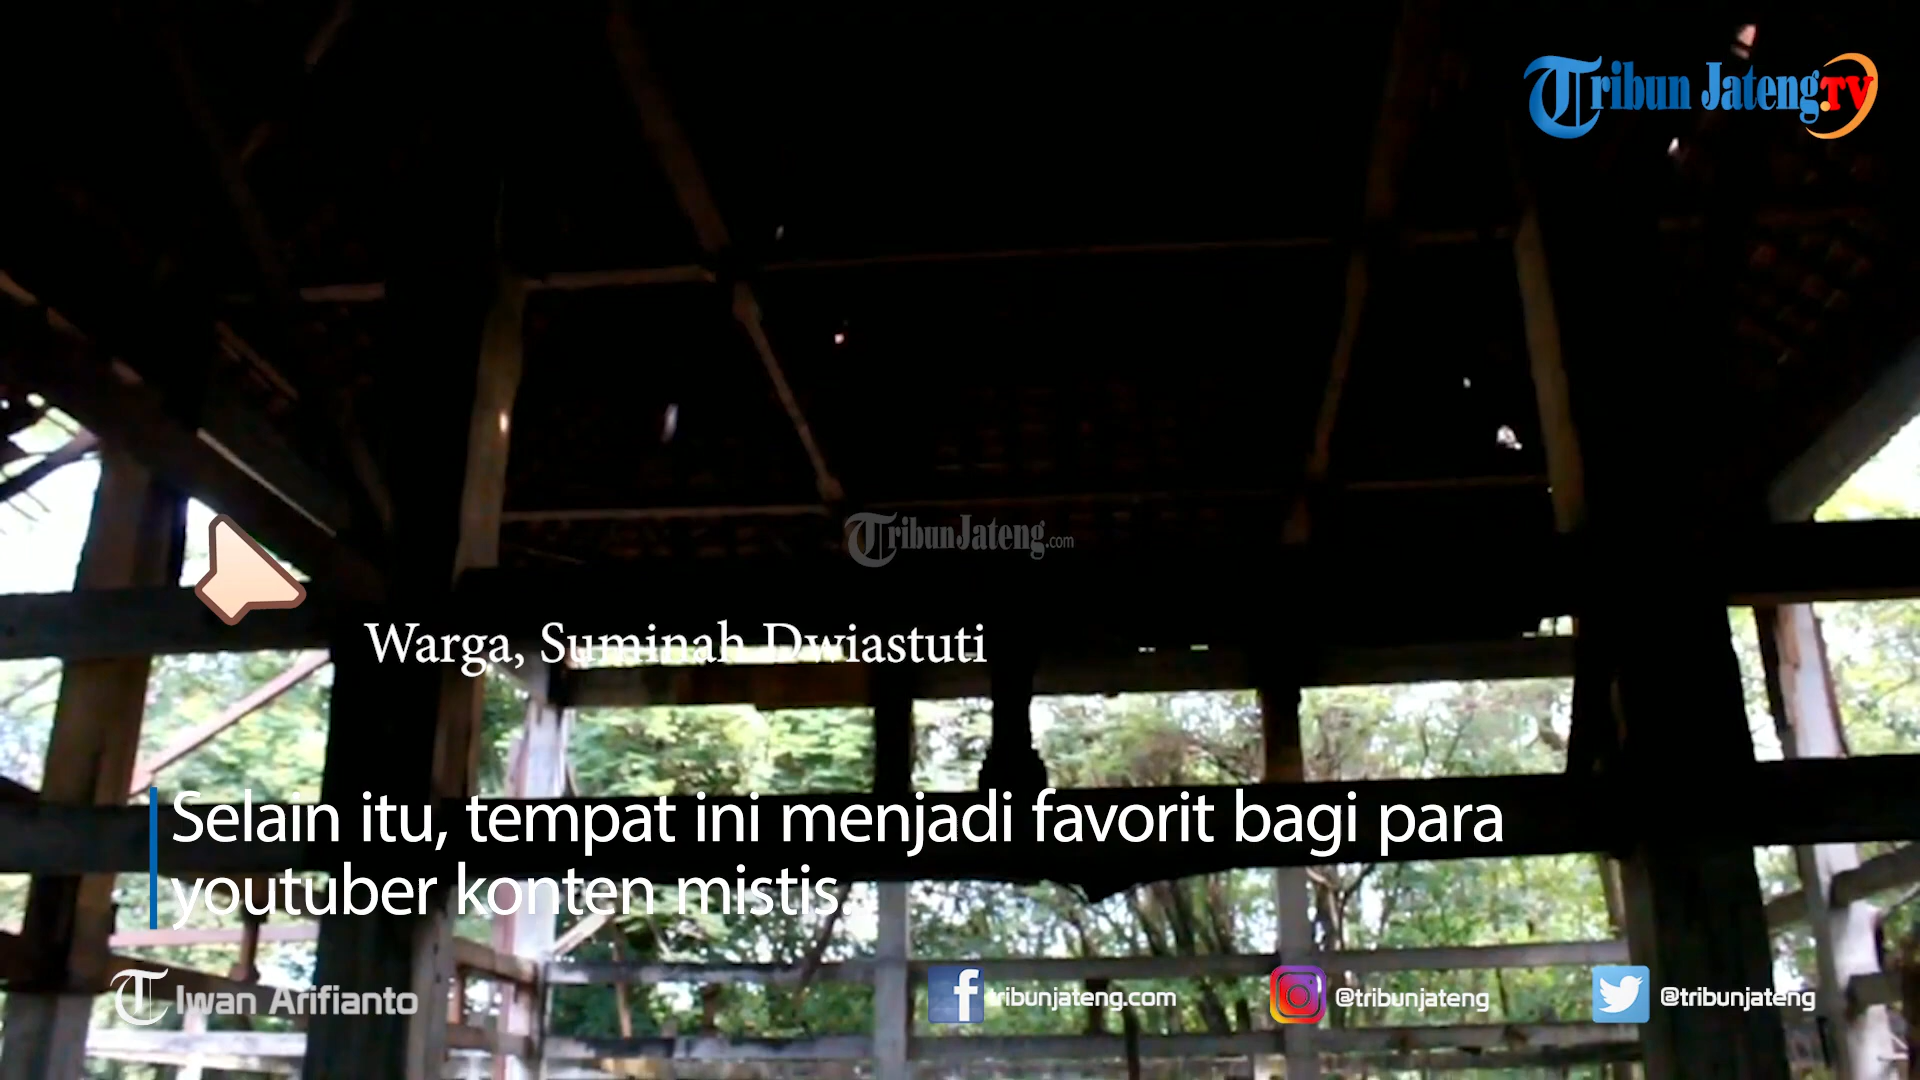 Tribun Jateng.TV
TribunJateng.com
Warga, Suminah Dwiastuti
Selain itu, tempat ini menjadi favorit bagi para
youtuber konten mistis.
Iwan Arifianto
tribunjateng.com
@tribunjateng
@tribunjateng